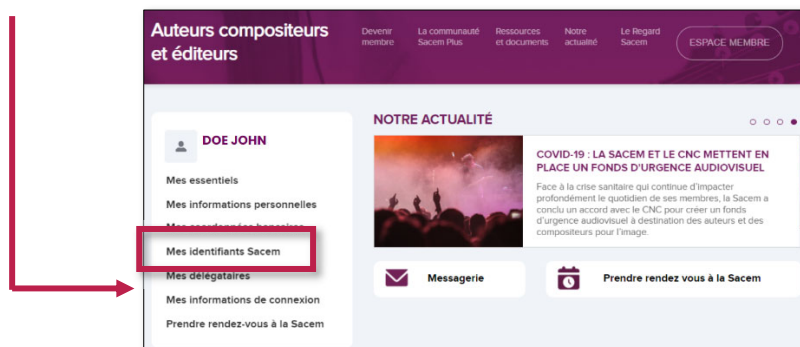 Auteurs compositeurs
et éditeurs
Devenir
membre
La communauté
Sacem Plus
Ressources
et documents
Notre
actualité
Le Regard
Sacem
ESPACE MEMBRE
DOE JOHN
Mes essentiels
Mes informations personnelles
Mes coordonnées bancaires
Mes identifiants Sacem
Mes délégataires
Mes informations de connexion
Prendre rendez-vous à la Sacem
NOTRE ACTUALITÉ
COVID-19 : LA SACEM ET LE CNC METTENT EN
PLACE UN FONDS D'URGENCE AUDIOVISUEL
Face à la crise sanitaire qui continue d'impacter
profondément le quotidien de ses membres, la Sacem a
conclu un accord avec le CNC pour créer un fonds
d'urgence audiovisuel à destination des auteurs et des
compositeurs pour l'image.
Messagerie
Prendre rendez vous à la Sacem